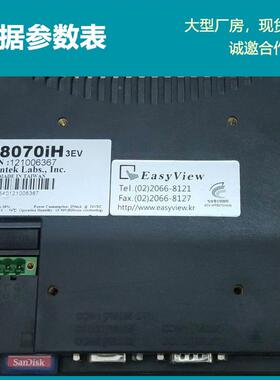 据参数表
大型厂房，现货
诚邀合作
8070iH 3EV
N :121006367
ntek Labs., Inc.
MADE IN TAIWAN
EasyView
Tel.(02)2066-8121
Fax.(02)2066-8127
http://www.easyview.kr
SanDisk